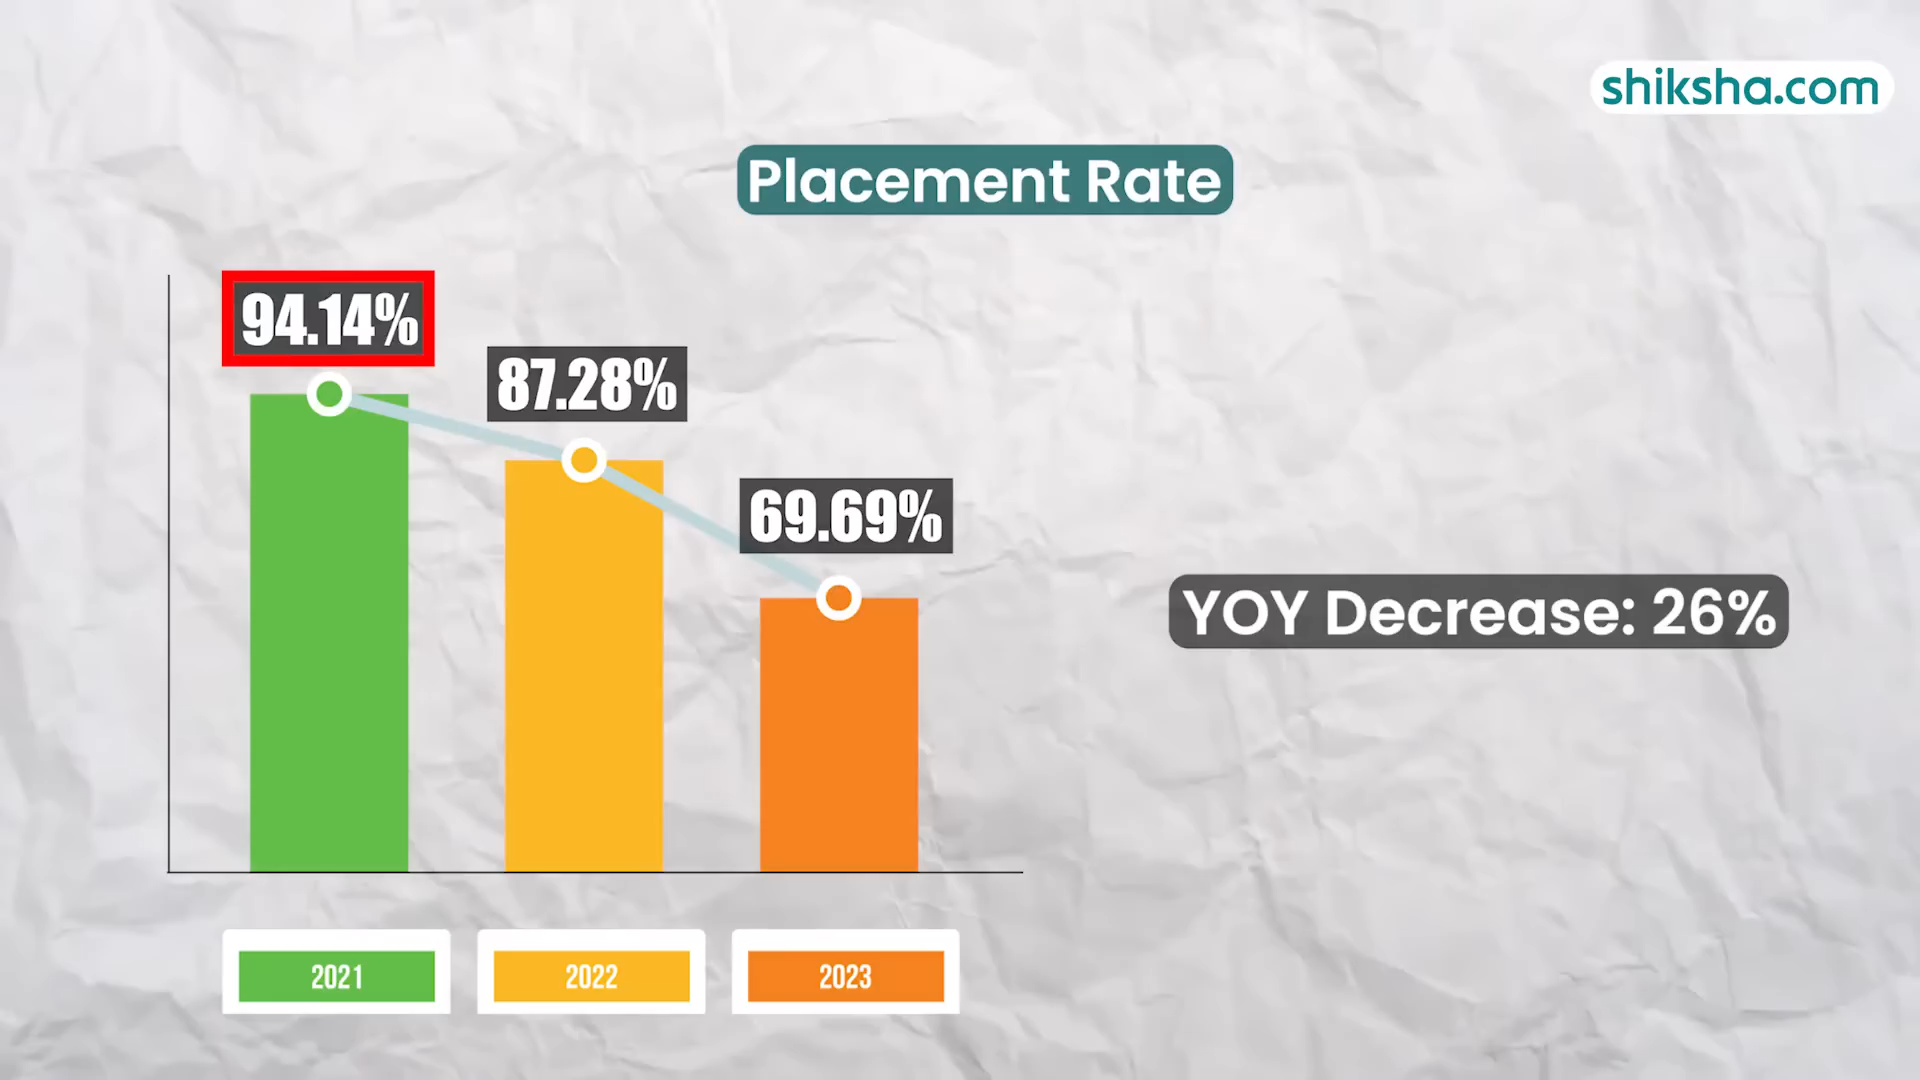 shiksha.com
Placement Rate
94.14%
87.28%
69.69%
YOY Decrease: 26%
2021
2022
2023